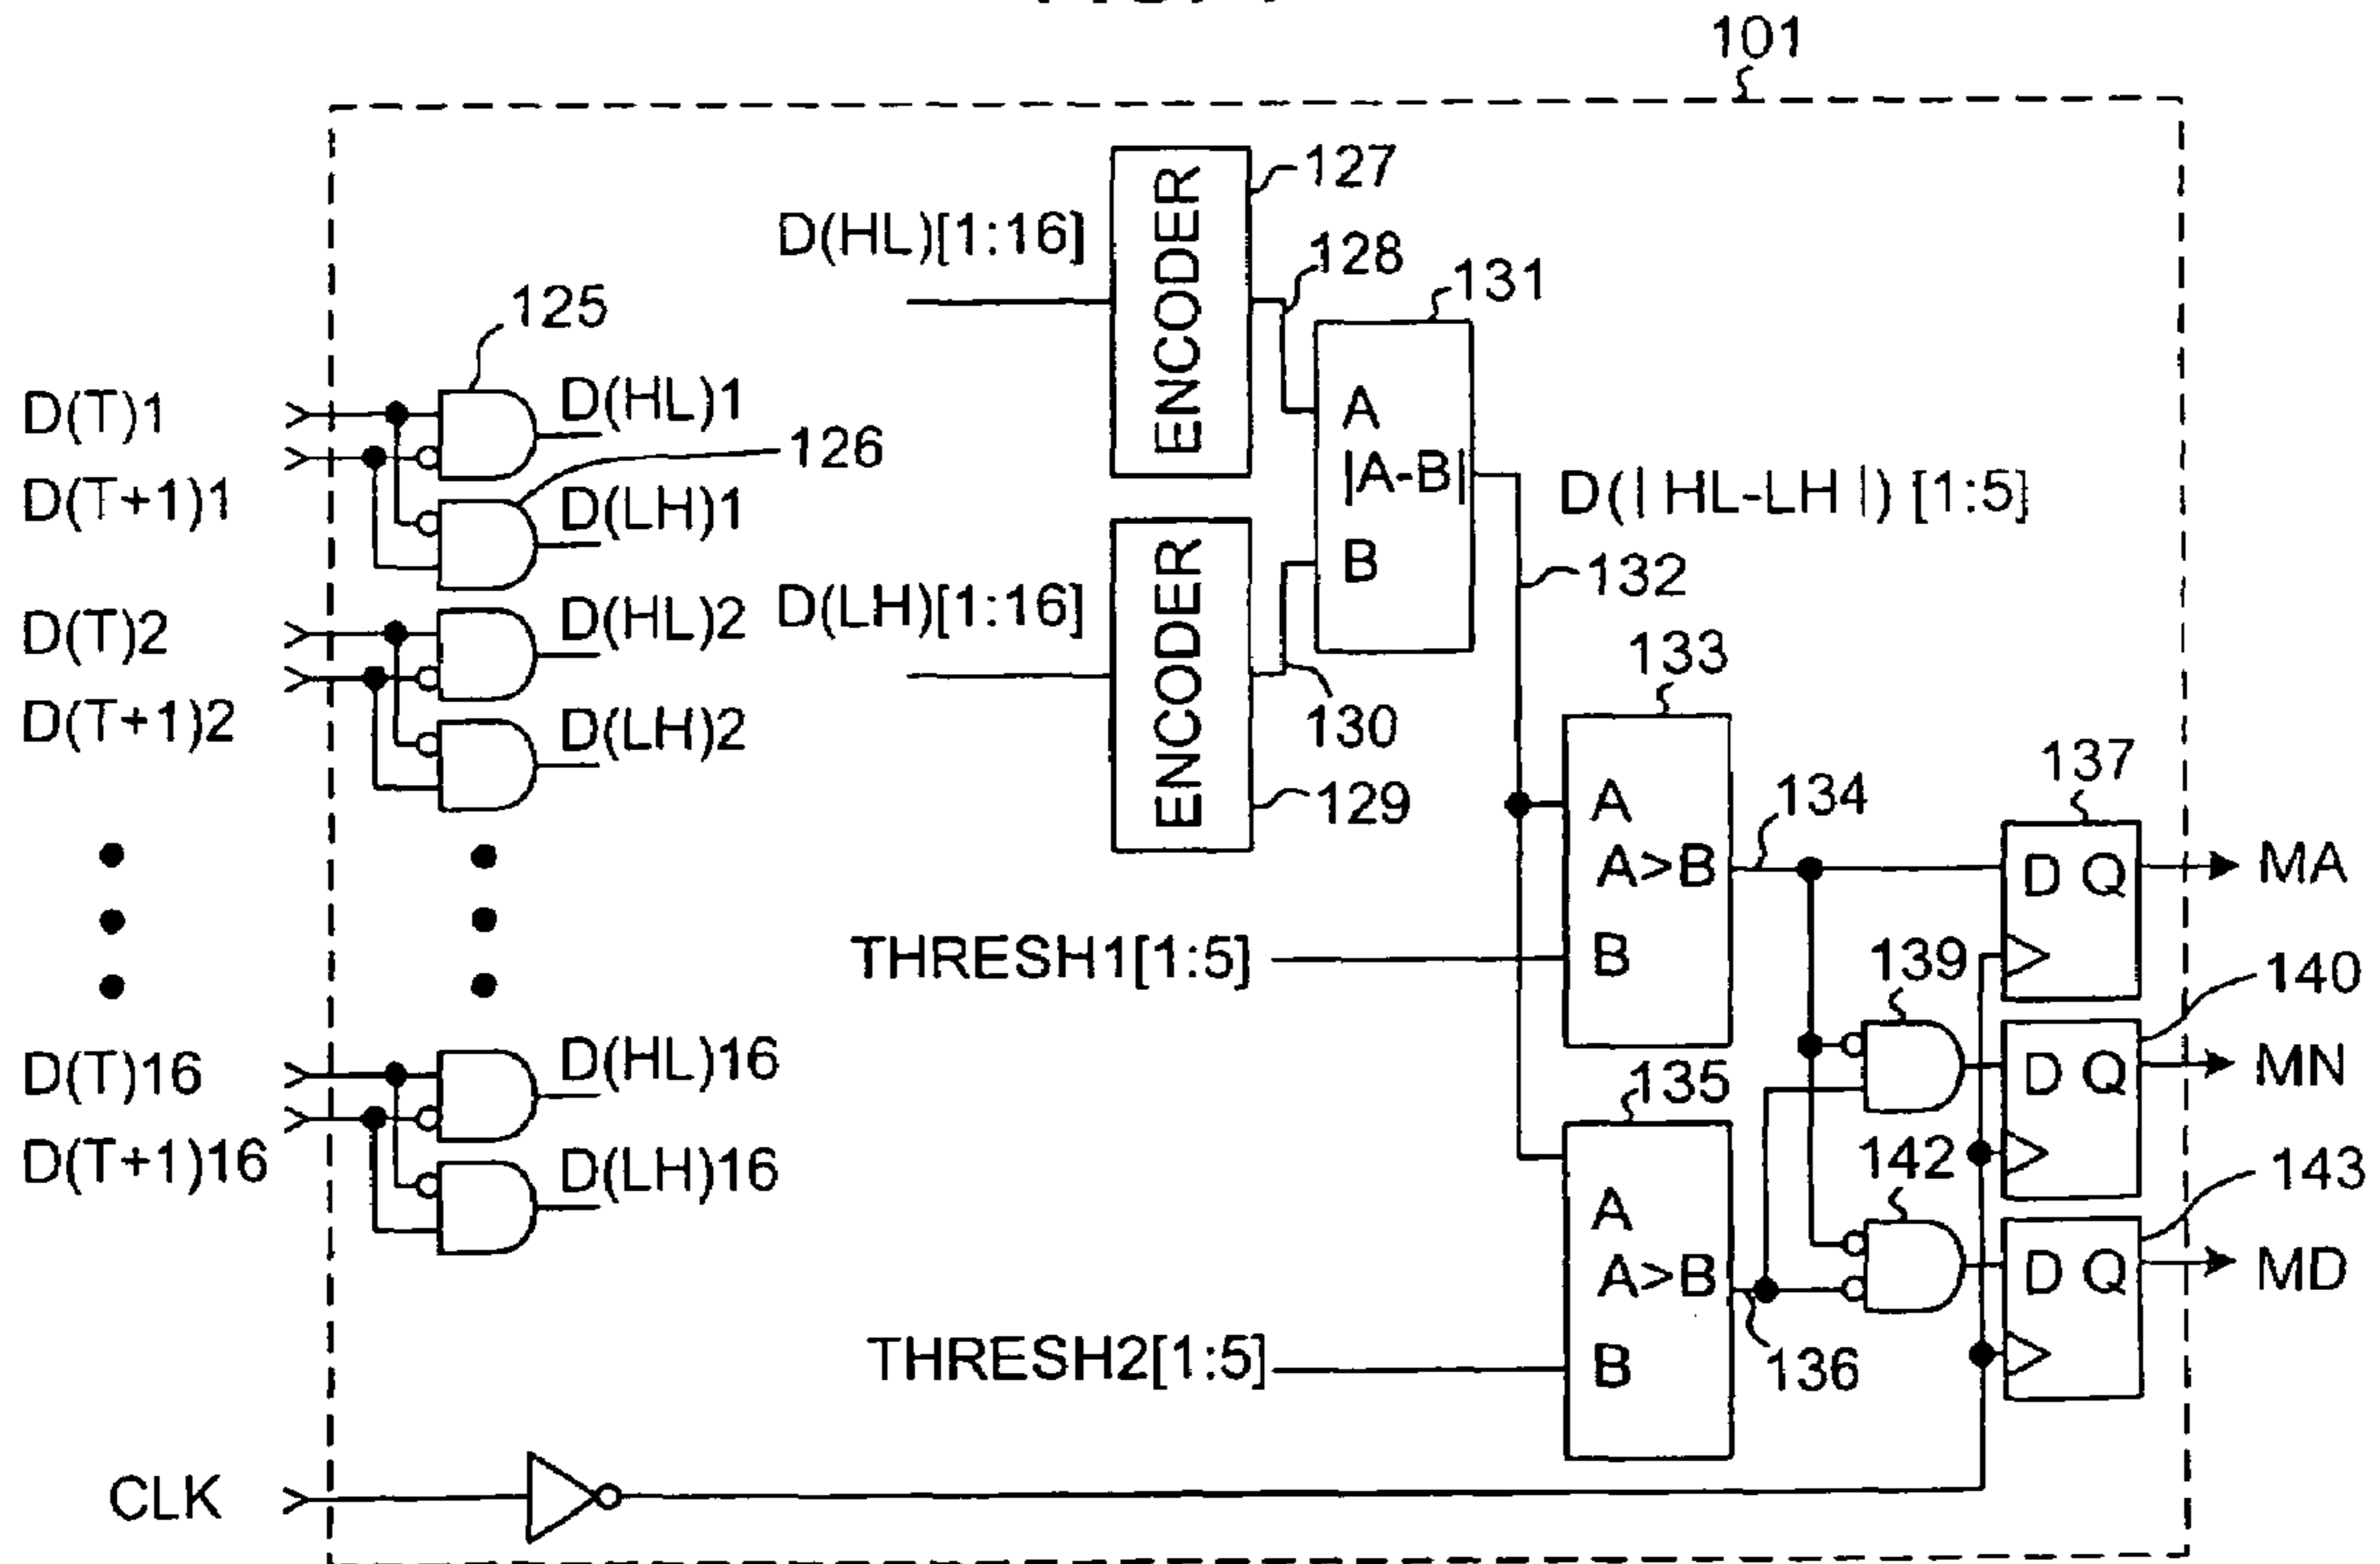 101
127
D(HL)[1:16]
ENCODER
128
131
125
D(T)1
D(HL)1
A
126
|A-B|
D(|HL-LH|) [1:5]
D(T+1)1
D(LH)1
B
132
D(T)2
D(HL)2
D(LH)[1:16]
ENCODER
133
D(T+1)2
D(LH)2
130
137
129
A
134
A>B
D Q
MA
THRESH1[1:5]
B
139
140
D(T)16
D(HL)16
D Q
MN
135
D(T+1)16
D(LH)16
142
143
A
A>B
D Q
MD
THRESH2[1:5]
B
136
CLK